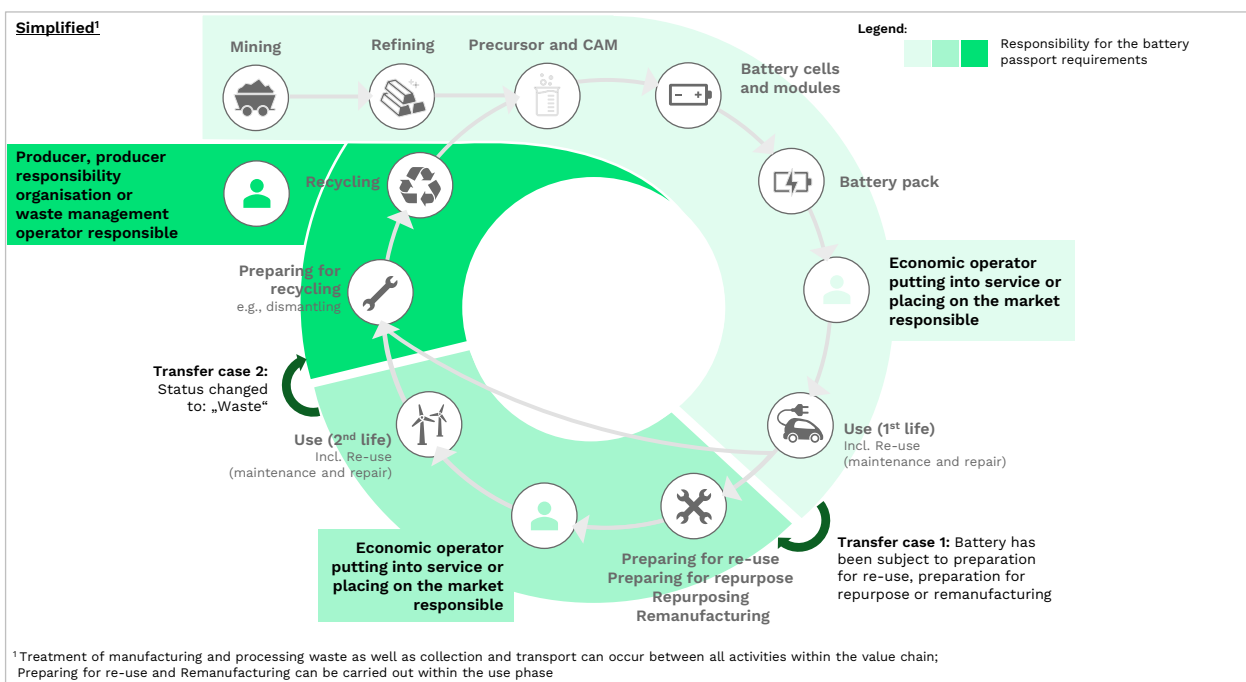 Simplified¹
Legend:
Responsibility for the battery
passport requirements
Mining
Refining
Precursor and CAM
Battery cells
and modules
Battery pack
Producer, producer
responsibility
organisation or
waste management
operator responsible
Recycling
Preparing for
recycling
e.g., dismantling
Economic operator
putting into service or
placing on the market
responsible
Transfer case 2:
Status changed
to: „Waste“
Use (2nd life)
Incl. Re-use
(maintenance and repair)
Use (1st life)
Incl. Re-use
(maintenance and repair)
Economic operator
putting into service or
placing on the market
responsible
Preparing for re-use
Preparing for repurpose
Repurposing
Remanufacturing
Transfer case 1: Battery has
been subject to preparation
for re-use, preparation for
repurpose or remanufacturing
¹ Treatment of manufacturing and processing waste as well as collection and transport can occur between all activities within the value chain;
Preparing for re-use and Remanufacturing can be carried out within the use phase